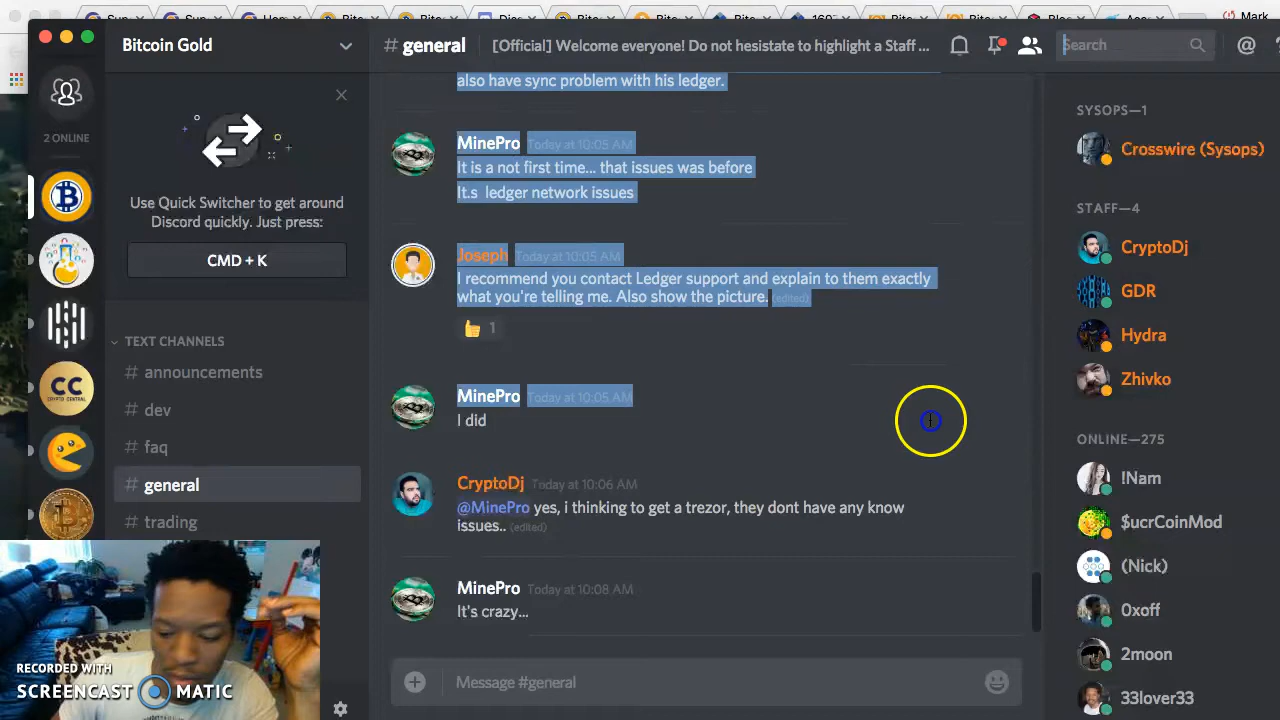 Mark
Bitcoin Gold
# general
[Official] Welcome everyone! Do not hesistate to highlight a Staff ...
Search
@
2 ONLINE
Use Quick Switcher to get around
Discord quickly. Just press:
CMD + K
TEXT CHANNELS
# announcements
# dev
# faq
# general
# trading
CC
also have sync problem with his ledger.
MinePro Today at 10:05 AM
It is a not first time... that issues was before
It.s ledger network issues
Joseph Today at 10:05 AM
I recommend you contact Ledger support and explain to them exactly
what you're telling me. Also show the picture. (edited)
1
MinePro Today at 10:05 AM
I did
CryptoDj Today at 10:06 AM
@MinePro yes, i thinking to get a trezor, they dont have any know
issues.. (edited)
MinePro Today at 10:08 AM
It's crazy...
Message #general
SYSOPS—1
Crosswire (Sysops)
STAFF—4
CryptoDj
GDR
Hydra
Zhivko
ONLINE—275
!Nam
$ucrCoinMod
(Nick)
0xoff
2moon
33lover33
RECORDED WITH
SCREENCAST MATIC